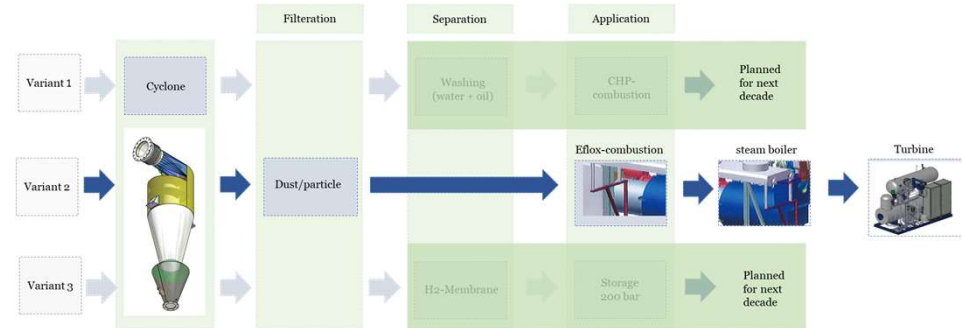 Filteration
Separation
Application
Variant 1
Cyclone
Washing
(water + oil)
CHP-
combustion
Planned
for next
decade
Eflox-combustion
steam boiler
Turbine
Variant 2
Dust/particle
Variant 3
H2-Membrane
Storage
200 bar
Planned
for next
decade